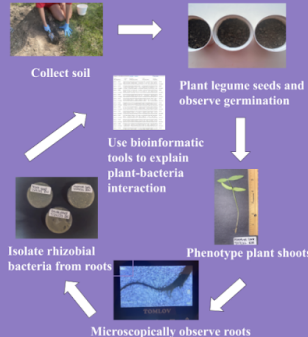 Collect soil
Plant legume seeds and
observe germination
Use bioinformatic
tools to explain
plant-bacteria
interaction
Isolate rhizobial
bacteria from roots
Phenotype plant shoots
TOMLOV
Microscopically observe roots